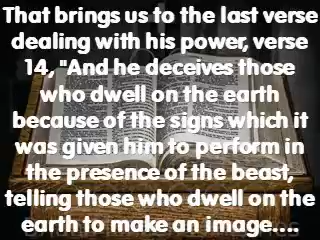 That brings us to the last verse
dealing with his power, verse
14, "And he deceives those
who dwell on the earth
because of the signs which it
was given him to perform in
the presence of the beast,
telling those who dwell on the
earth to make an image....